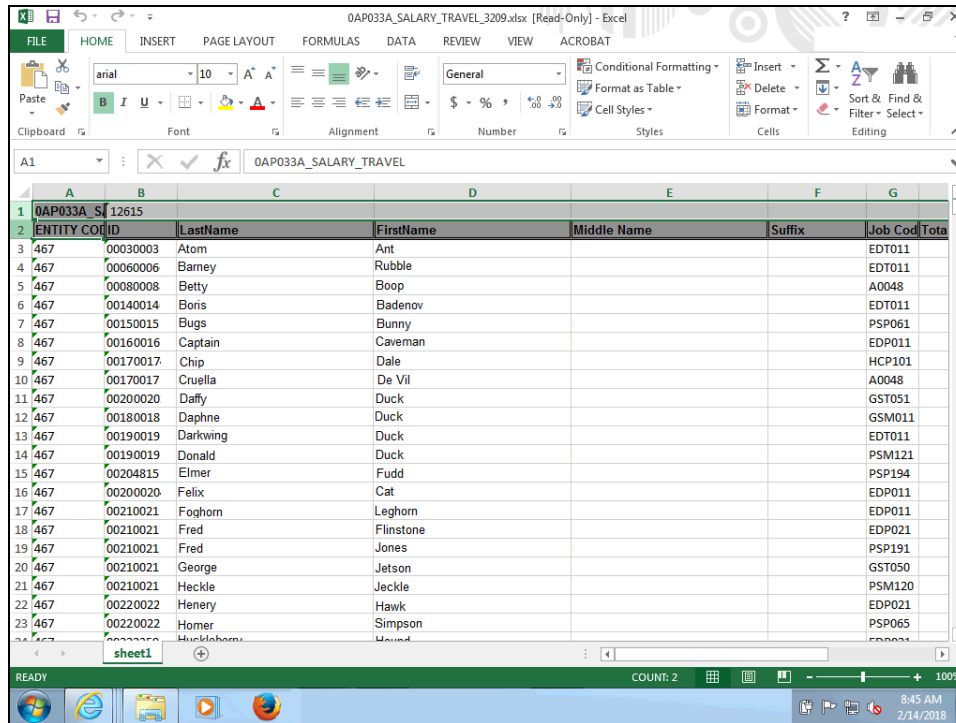 0AP033A_SALARY_TRAVEL_3209.xlsx [Read-Only] - Excel
FILE HOME INSERT PAGE LAYOUT FORMULAS DATA REVIEW VIEW ACROBAT
arial 10 General Conditional Formatting Insert
Paste Format as Table Delete Sort & Find &
B I U A $ % , Cell Styles Format Filter Select
Clipboard Font Alignment Number Styles Cells Editing
A1 fx 0AP033A_SALARY_TRAVEL
A B C D E F G
1 0AP033A_SA 12615
2 ENTITY COD ID LastName FirstName Middle Name Suffix Job Cod Tota
3 467 00030003 Atom Ant EDT011
4 467 00060006 Barney Rubble EDT011
5 467 00080008 Betty Boop A0048
6 467 00140014 Boris Badenov EDT011
7 467 00150015 Bugs Bunny PSP061
8 467 00160016 Captain Caveman EDP011
9 467 00170017 Chip Dale HCP101
10 467 00170017 Cruella De Vil A0048
11 467 00200020 Daffy Duck GST051
12 467 00180018 Daphne Duck GSM011
13 467 00190019 Darkwing Duck EDT011
14 467 00190019 Donald Duck PSM121
15 467 00204815 Elmer Fudd PSP194
16 467 00200020 Felix Cat EDP011
17 467 00210021 Foghorn Leghorn EDP011
18 467 00210021 Fred Flinstone EDP021
19 467 00210021 Fred Jones PSP191
20 467 00210021 George Jetson GST050
21 467 00210021 Heckle Jeckle PSM120
22 467 00220022 Henery Hawk EDP021
23 467 00220022 Homer Simpson PSP065
sheet1
READY COUNT: 2 100%
8:45 AM
2/14/2018